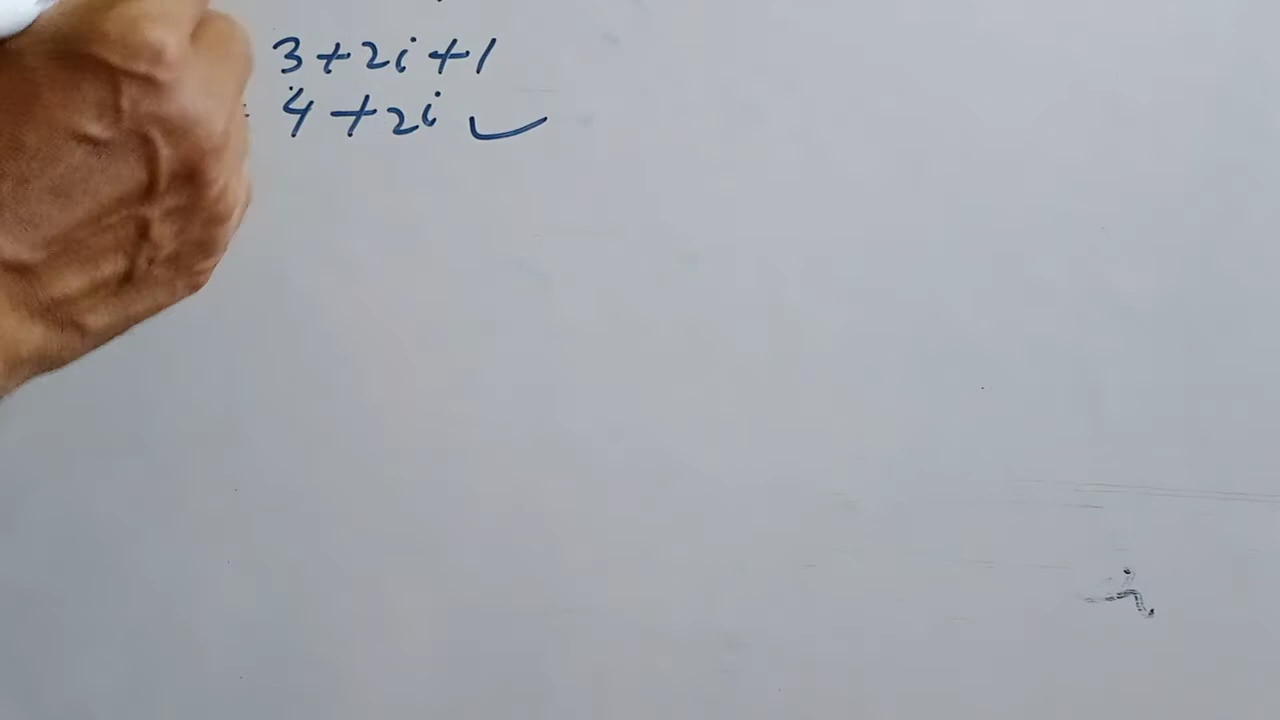 3+2i+1
= 4+2i ✓